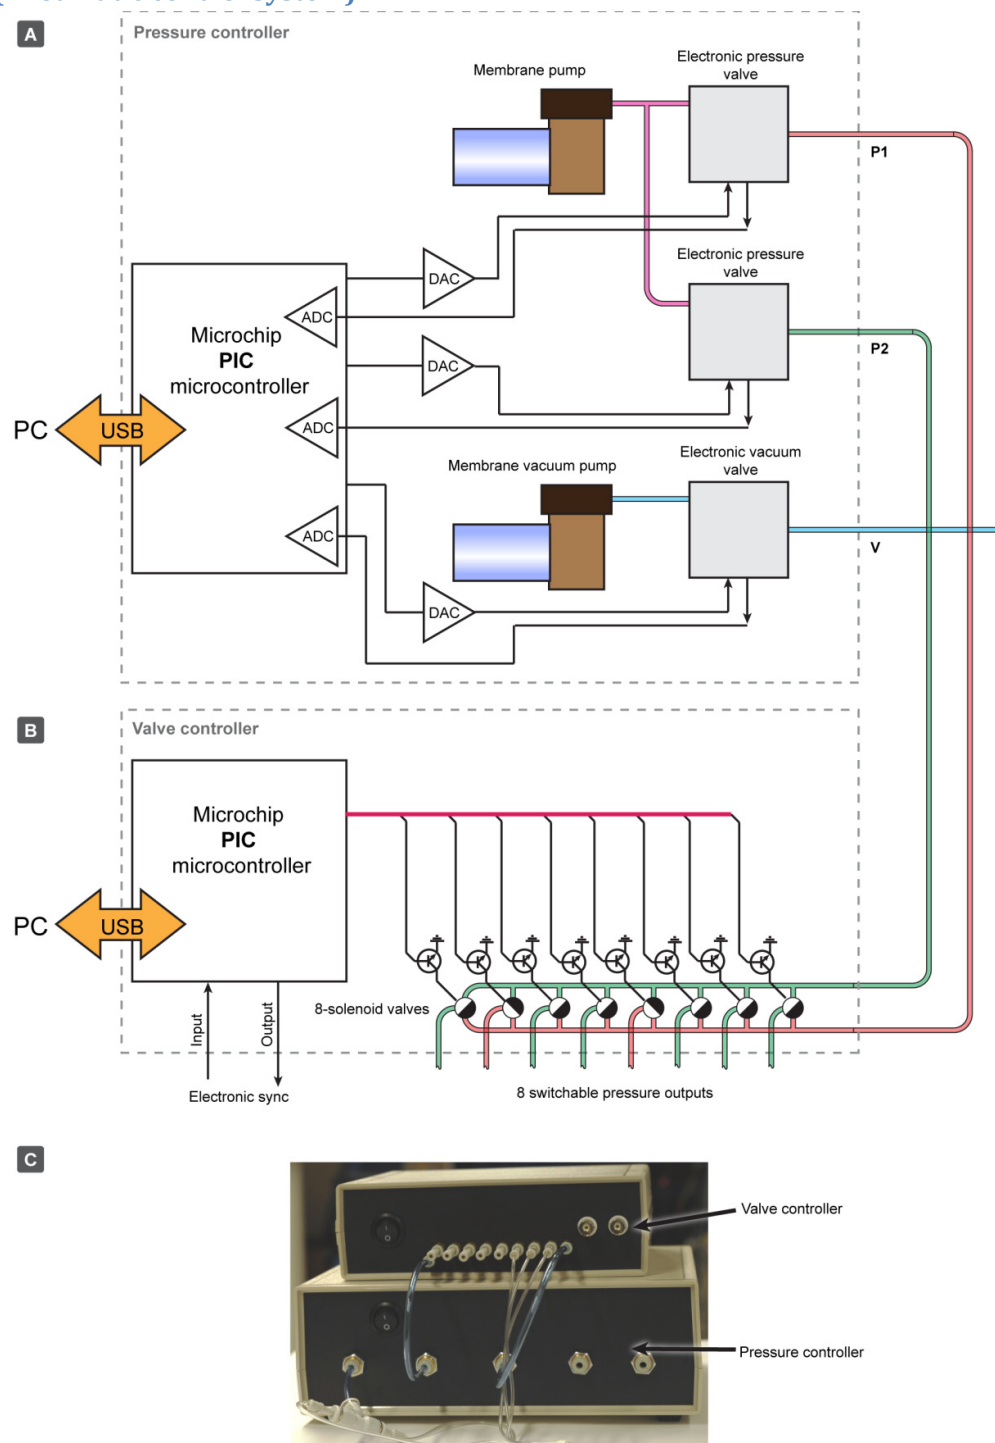 A
Pressure controller
Membrane pump
Electronic pressure
valve
P1
DAC
ADC
Electronic pressure
valve
Microchip
PIC
microcontroller
P2
DAC
PC
USB
ADC
Membrane vacuum pump
Electronic vacuum
valve
ADC
V
DAC
B
Valve controller
Microchip
PIC
microcontroller
PC
USB
8-solenoid valves
Input
Output
Electronic sync
8 switchable pressure outputs
C
Valve controller
Pressure controller